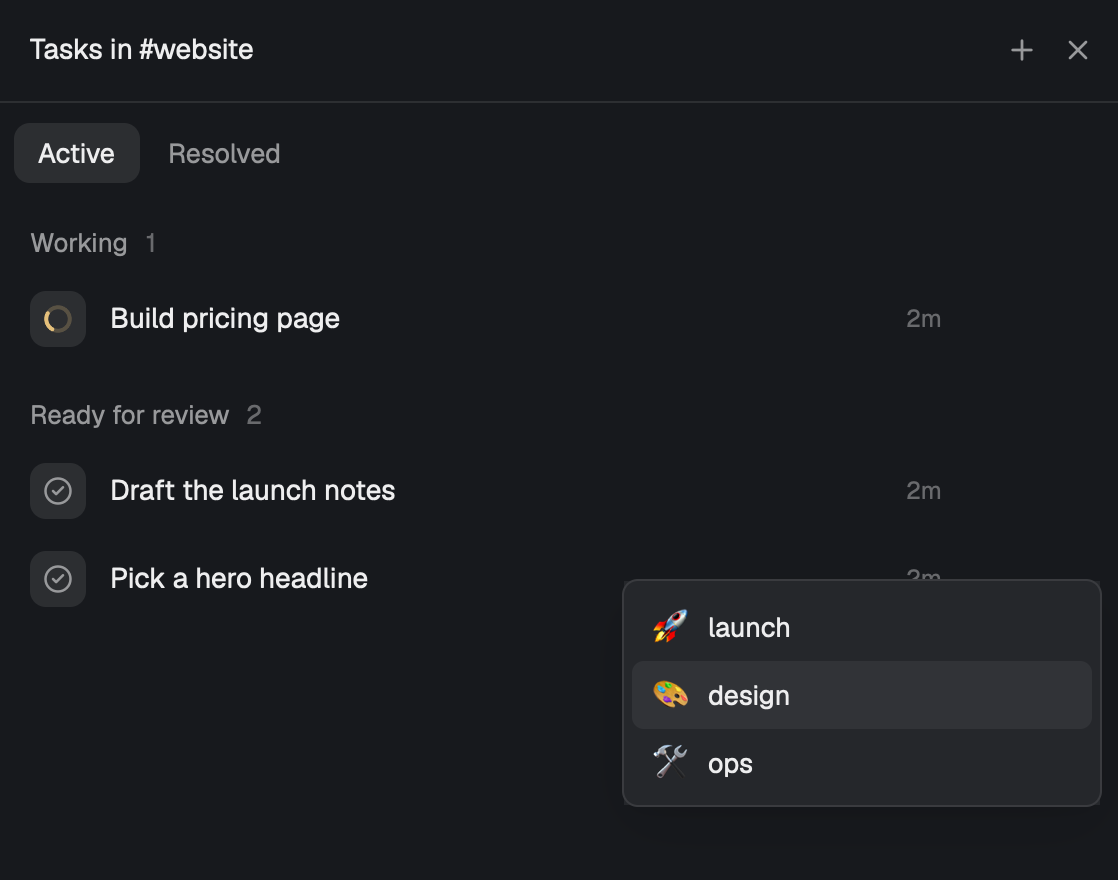 Tasks in #website
Active Resolved
Working 1
Build pricing page 2m
Ready for review 2
Draft the launch notes 2m
Pick a hero headline 2m
launch
design
ops